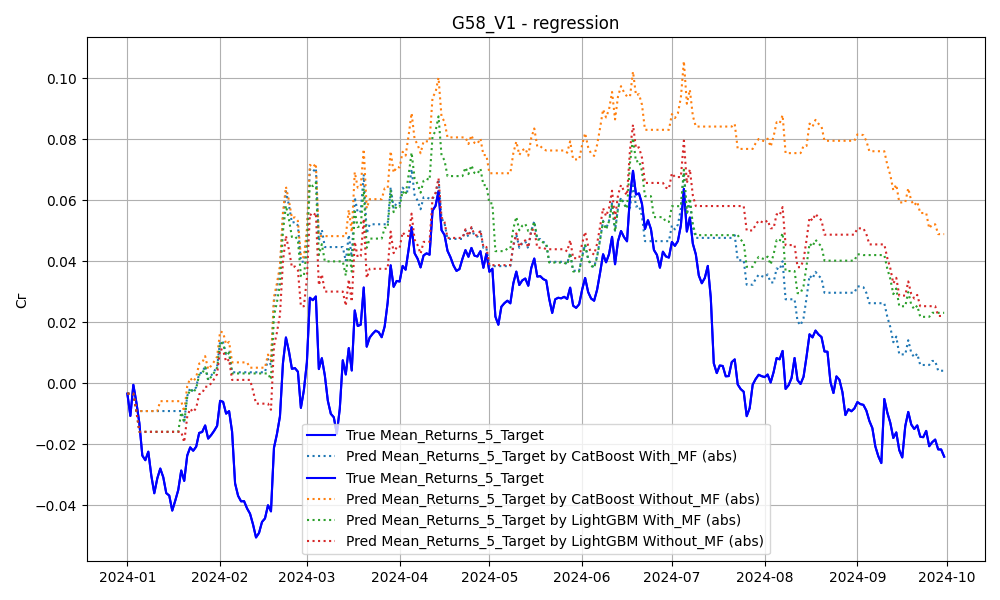 G58_V1 - regression
Cr
0.10
0.08
0.06
0.04
0.02
0.00
−0.02
−0.04
True Mean_Returns_5_Target
Pred Mean_Returns_5_Target by CatBoost With_MF (abs)
True Mean_Returns_5_Target
Pred Mean_Returns_5_Target by CatBoost Without_MF (abs)
Pred Mean_Returns_5_Target by LightGBM With_MF (abs)
Pred Mean_Returns_5_Target by LightGBM Without_MF (abs)
2024-01 2024-02 2024-03 2024-04 2024-05 2024-06 2024-07 2024-08 2024-09 2024-10